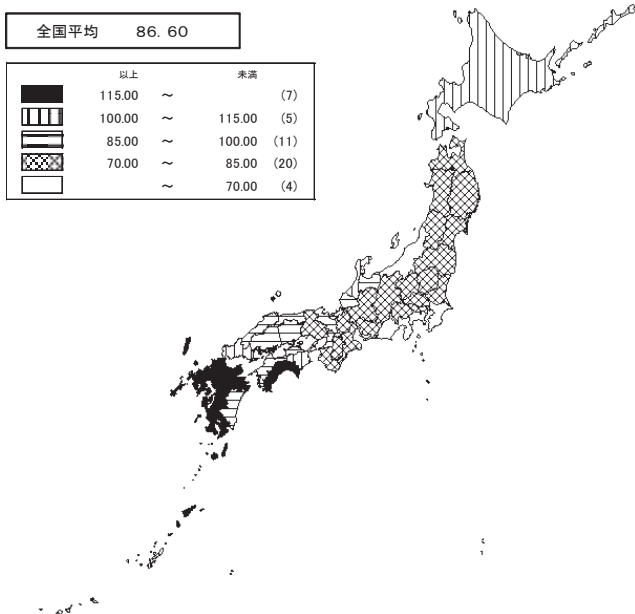 全国平均 86.60
以上 未満
115.00 ～ (7)
100.00 ～ 115.00 (5)
85.00 ～ 100.00 (11)
70.00 ～ 85.00 (20)
～ 70.00 (4)